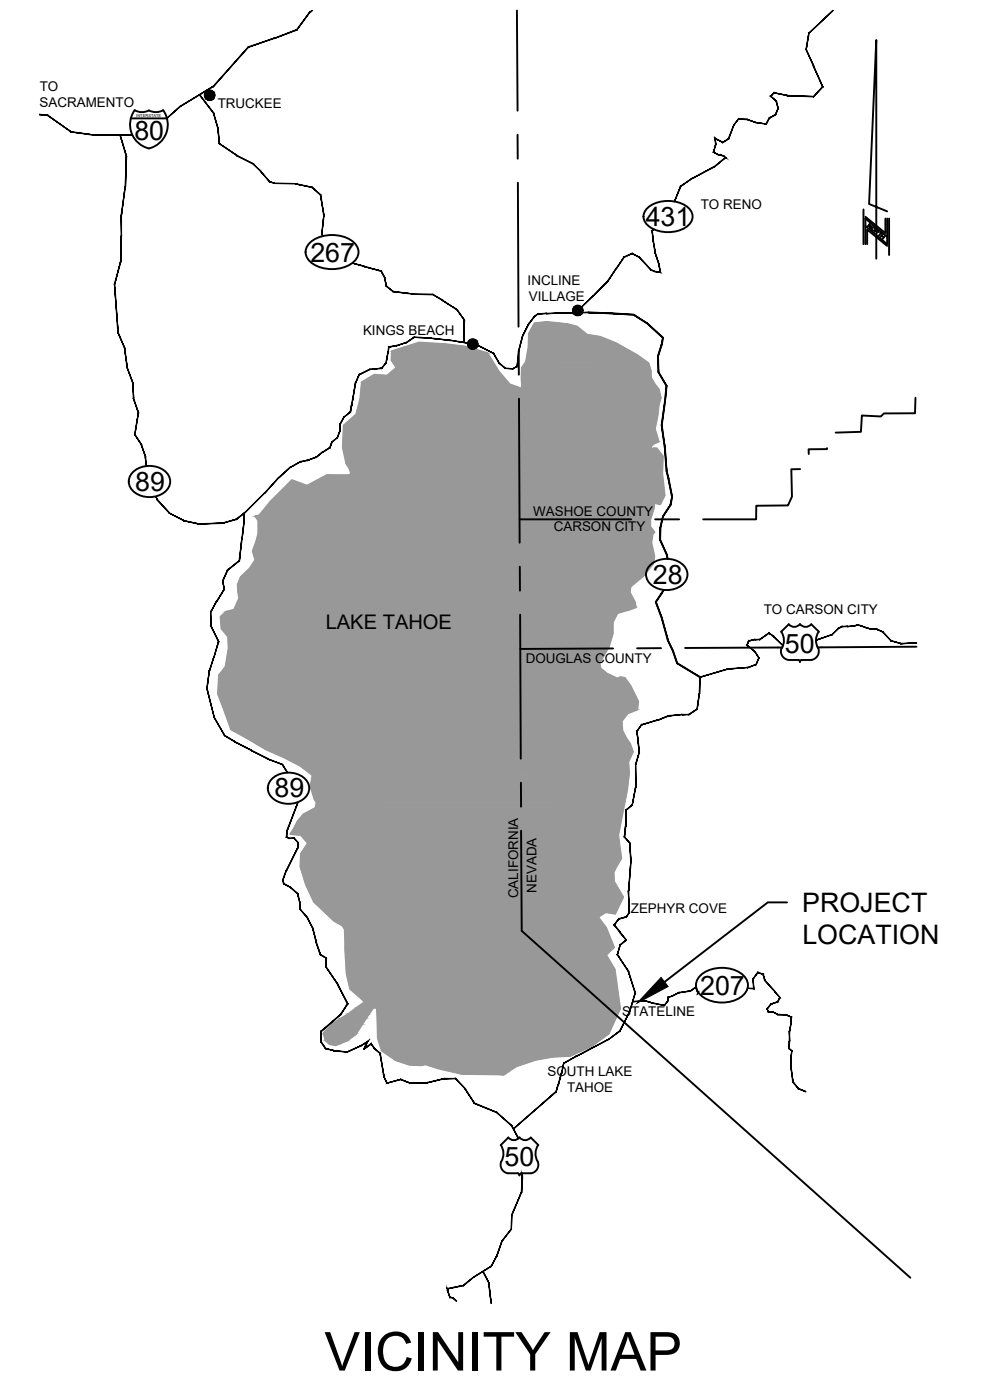 TO
SACRAMENTO
INTERSTATE
80
TRUCKEE
267
431
TO RENO
N
INCLINE
VILLAGE
KINGS BEACH
89
WASHOE COUNTY
CARSON CITY
28
TO CARSON CITY
50
LAKE TAHOE
DOUGLAS COUNTY
89
CALIFORNIA
NEVADA
ZEPHYR COVE
PROJECT
LOCATION
207
STATELINE
SOUTH LAKE
TAHOE
50
VICINITY MAP